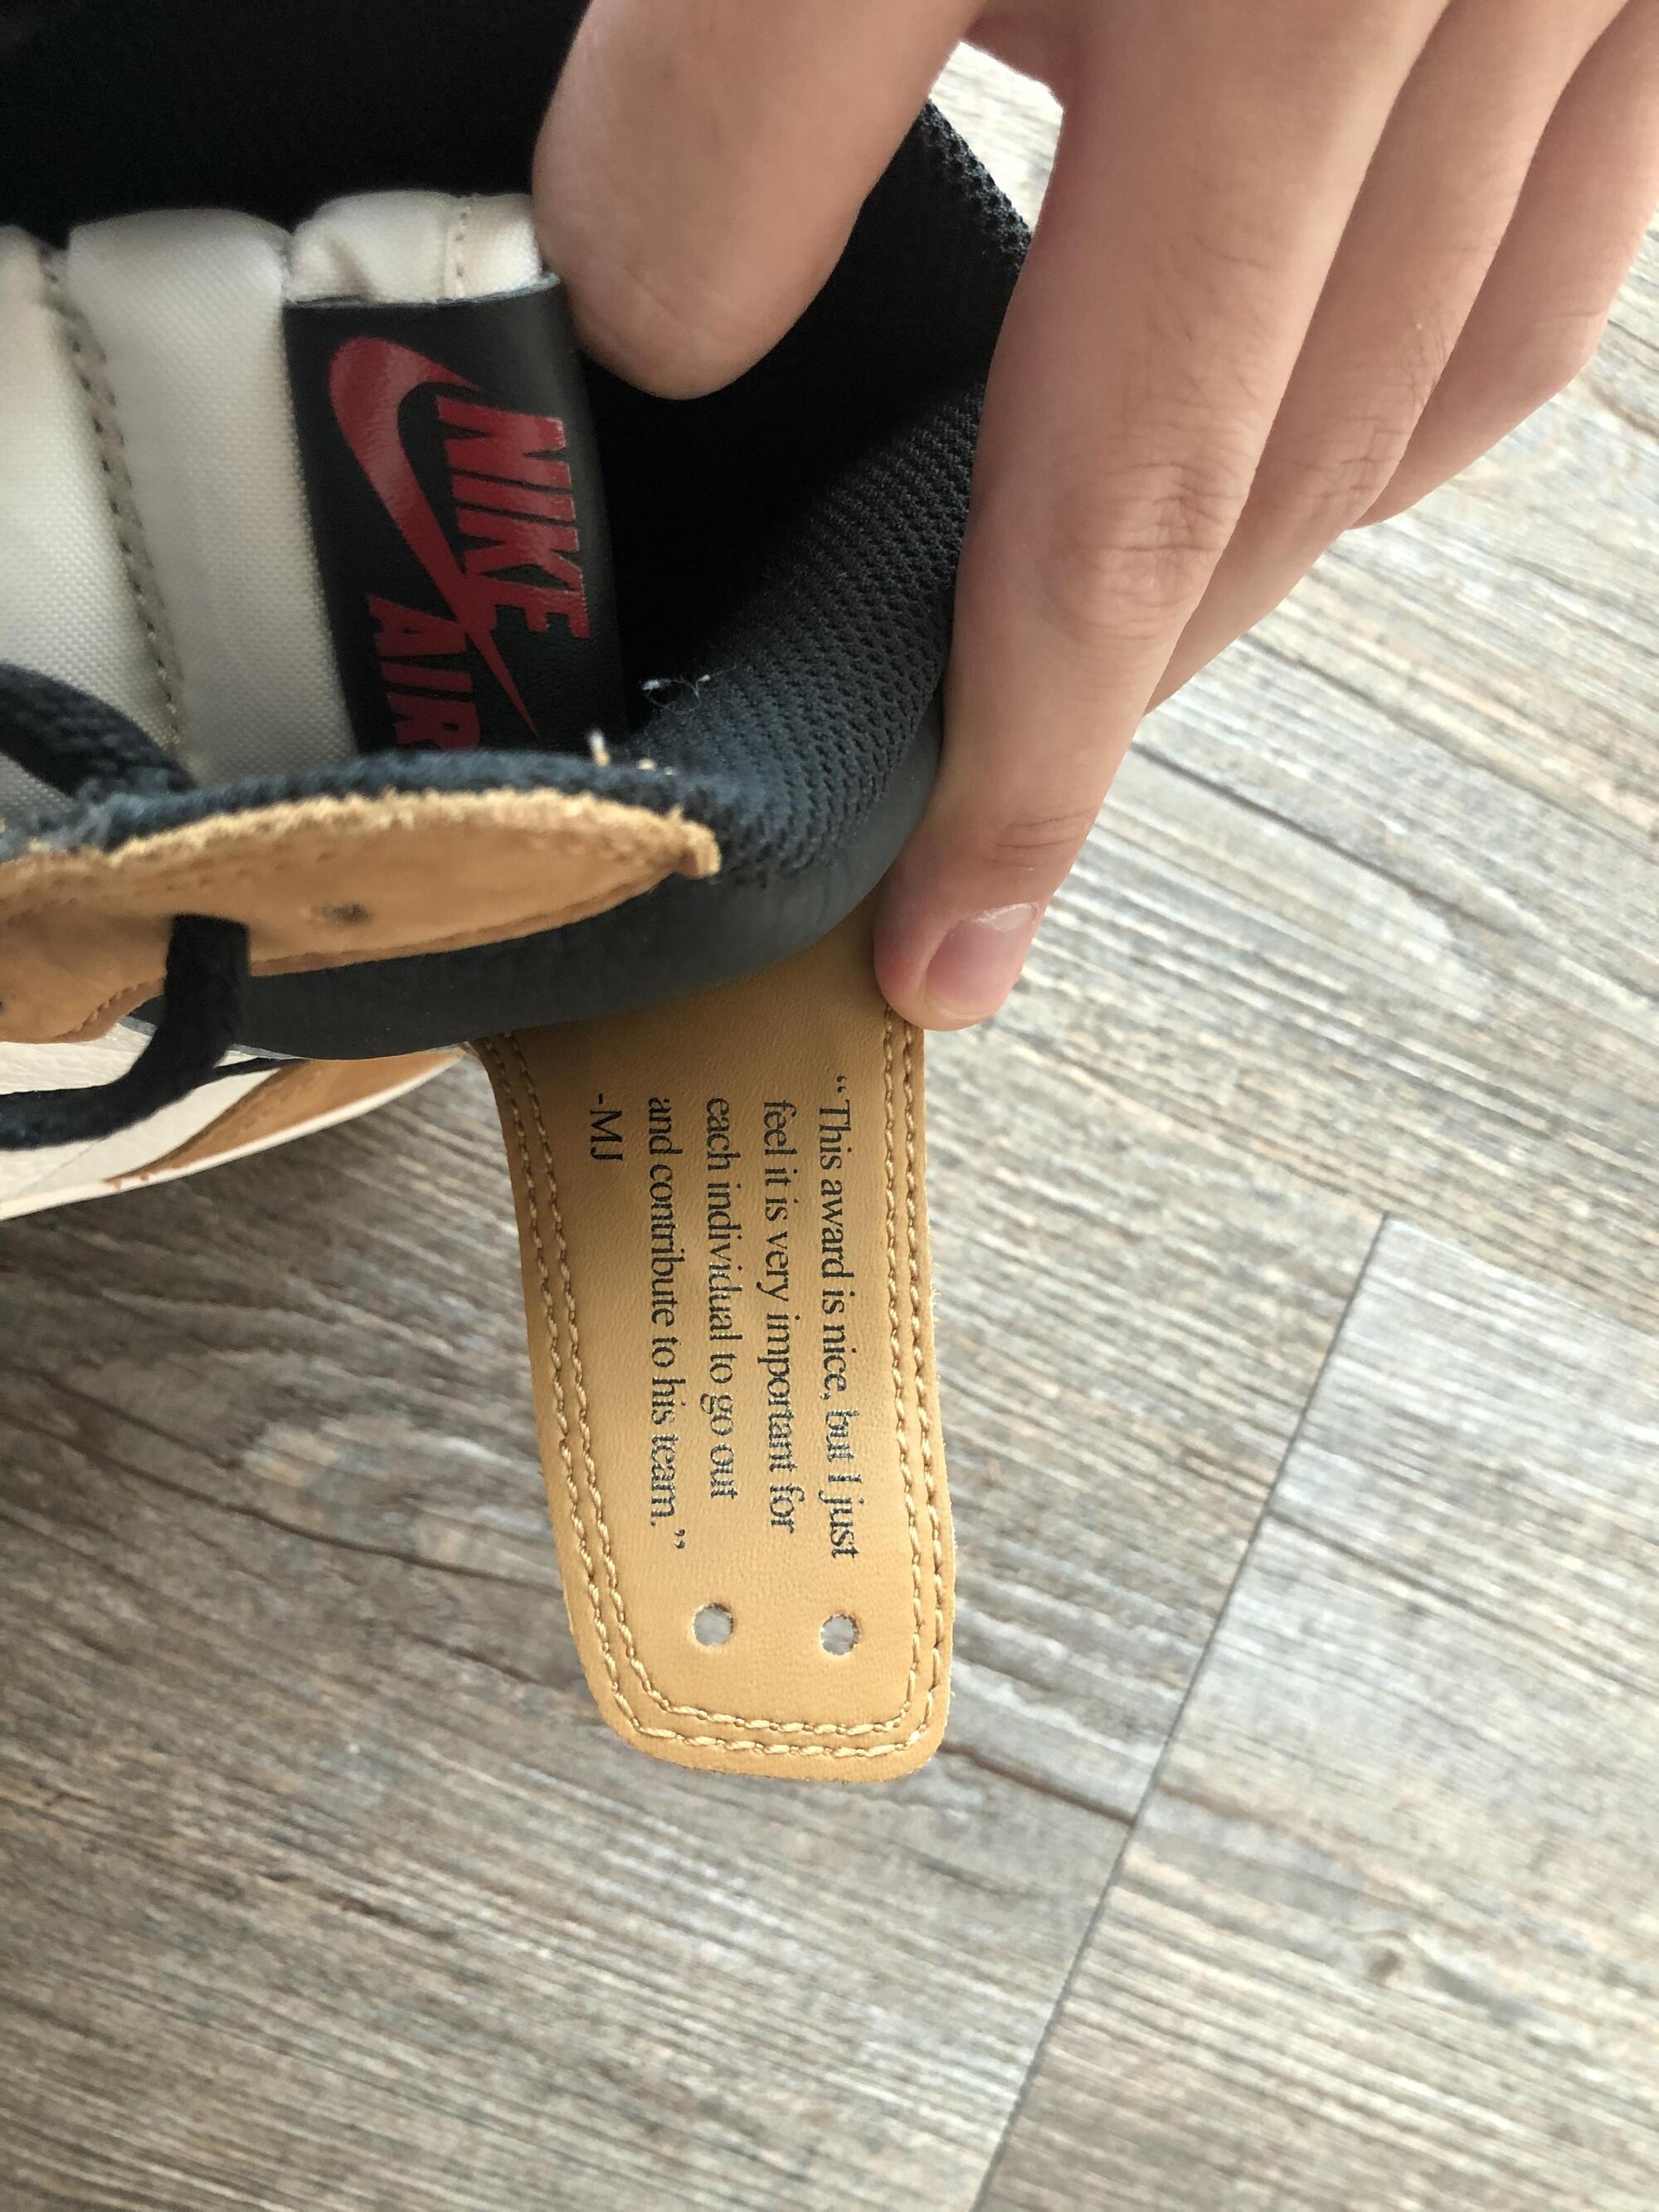 NIKE
AIR
“This award is nice, but I just
feel it is very important for
each individual to go out
and contribute to his team.”
-MJ